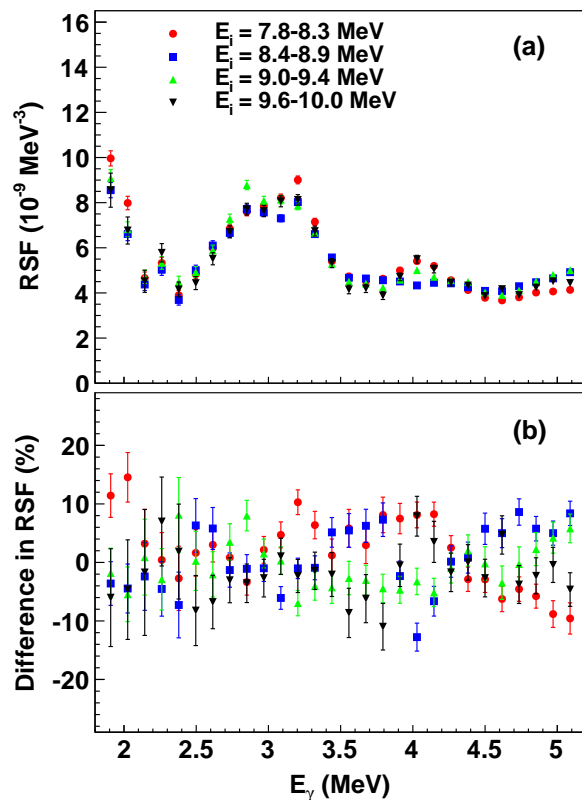 16
14
12
10
8
6
4
2
0
RSF (10⁻⁹ MeV⁻³)
E_i = 7.8-8.3 MeV
E_i = 8.4-8.9 MeV
E_i = 9.0-9.4 MeV
E_i = 9.6-10.0 MeV
(a)
20
10
0
-10
-20
Difference in RSF (%)
(b)
2 2.5 3 3.5 4 4.5 5
E_γ (MeV)